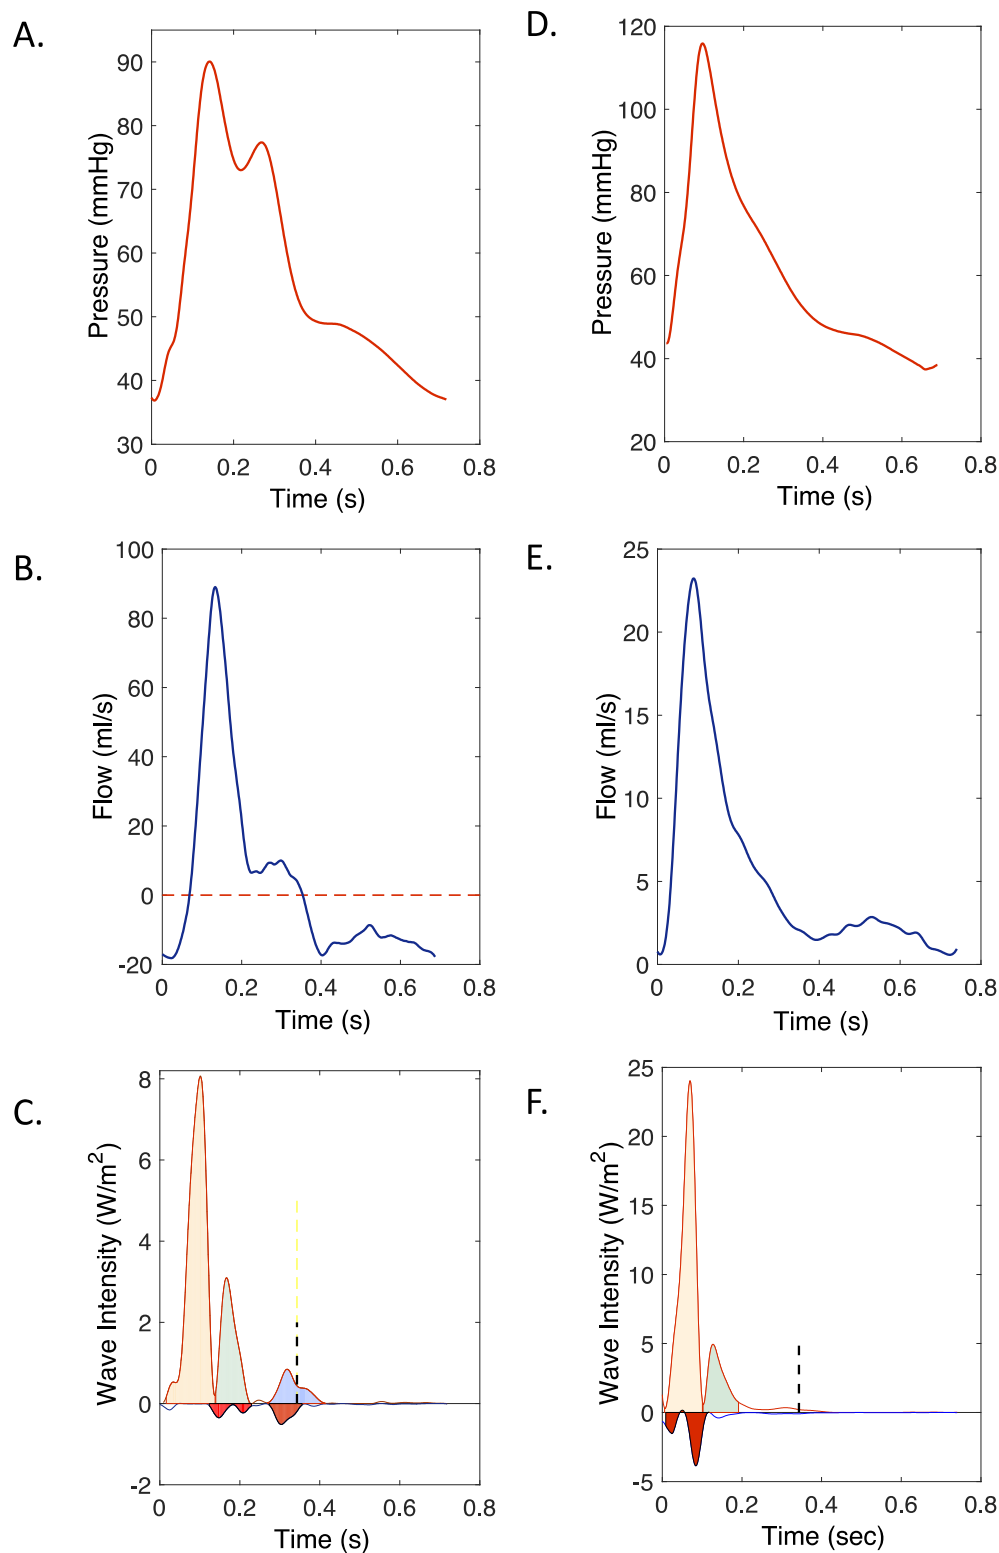 A.
Pressure (mmHg)
90
80
70
60
50
40
30
0 0.2 0.4 0.6 0.8
Time (s)
D.
Pressure (mmHg)
120
100
80
60
40
20
0 0.2 0.4 0.6 0.8
Time (s)
B.
Flow (ml/s)
100
80
60
40
20
0
-20
0 0.2 0.4 0.6 0.8
Time (s)
E.
Flow (ml/s)
25
20
15
10
5
0
0 0.2 0.4 0.6 0.8
Time (s)
C.
Wave Intensity (W/m²)
8
6
4
2
0
-2
0 0.2 0.4 0.6 0.8
Time (s)
F.
Wave Intensity (W/m²)
25
20
15
10
5
0
-5
0 0.2 0.4 0.6 0.8
Time (sec)